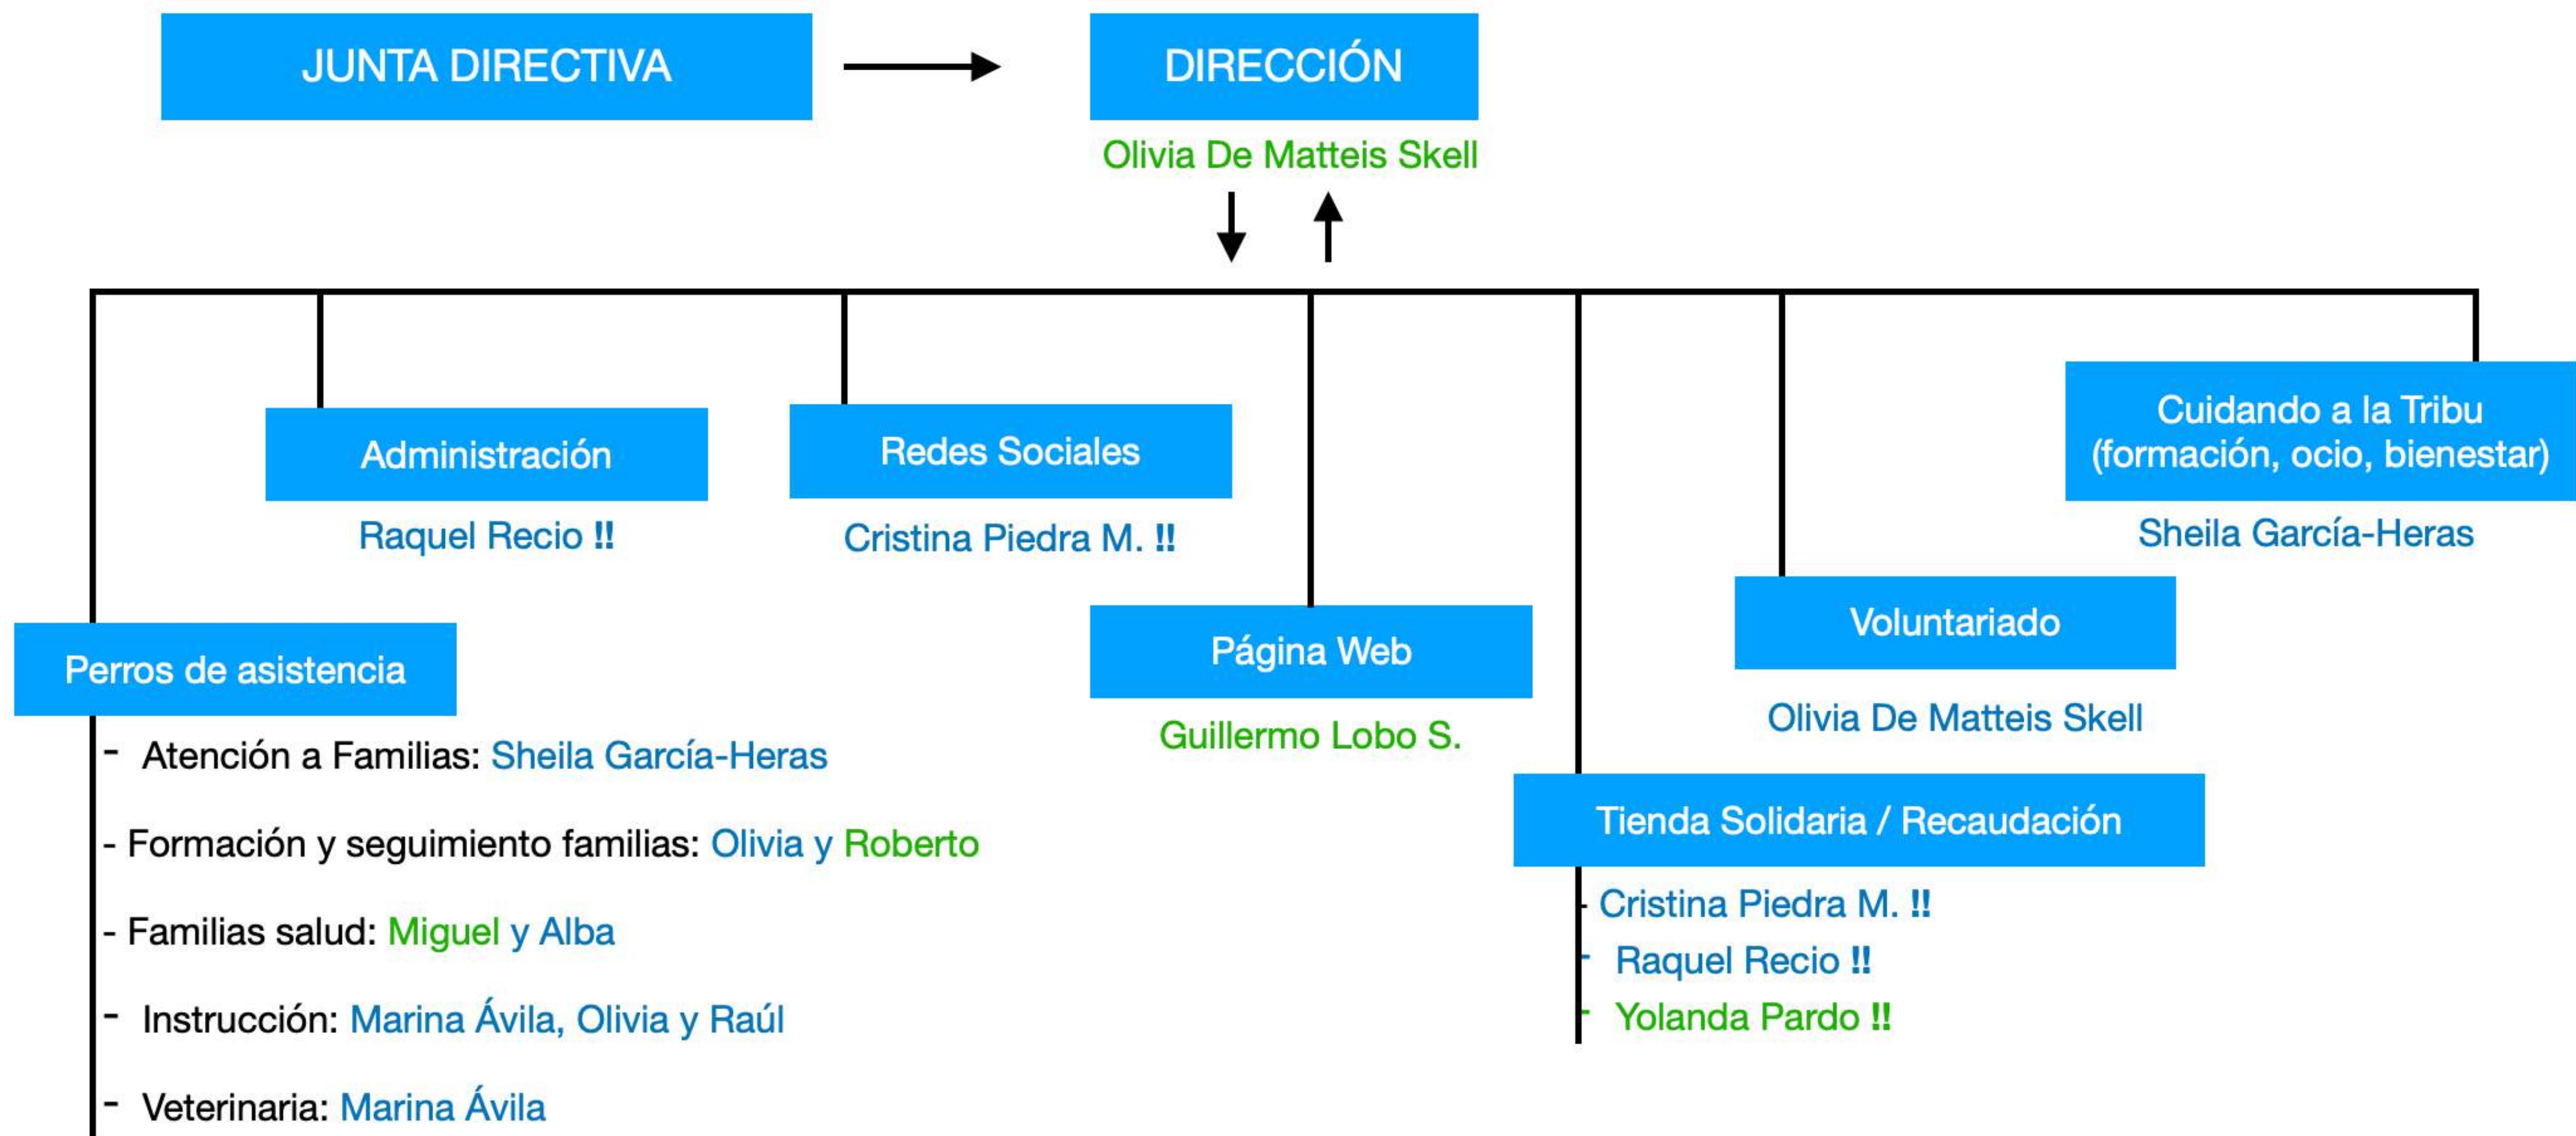 JUNTA DIRECTIVA
DIRECCIÓN
Olivia De Matteis Skell
Administración
Raquel Recio !!
Redes Sociales
Cristina Piedra M. !!
Página Web
Guillermo Lobo S.
Cuidando a la Tribu
(formación, ocio, bienestar)
Sheila García-Heras
Voluntariado
Olivia De Matteis Skell
Perros de asistencia
- Atención a Familias: Sheila García-Heras
- Formación y seguimiento familias: Olivia y Roberto
- Familias salud: Miguel y Alba
- Instrucción: Marina Ávila, Olivia y Raúl
- Veterinaria: Marina Ávila
Tienda Solidaria / Recaudación
- Cristina Piedra M. !!
- Raquel Recio !!
- Yolanda Pardo !!